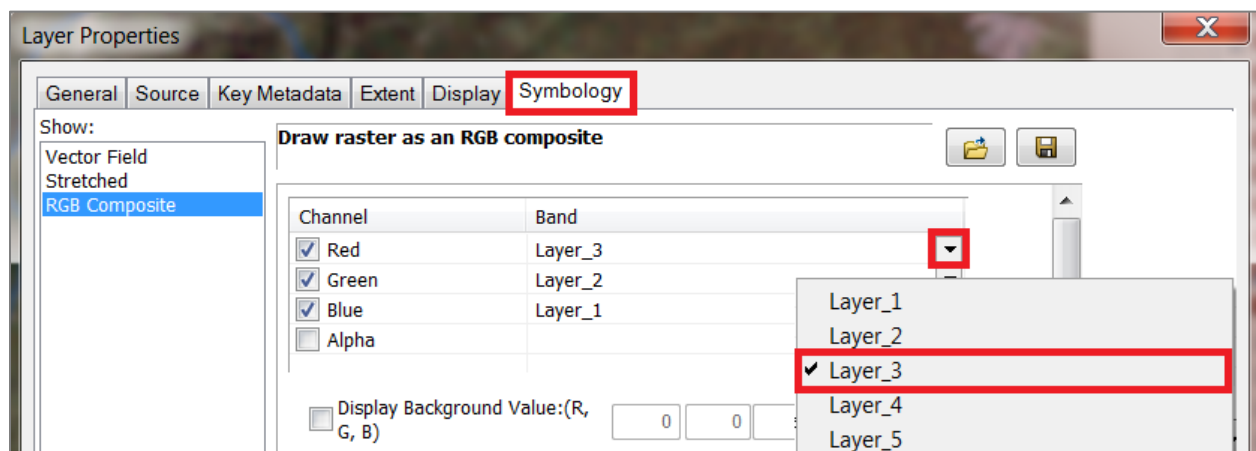 Layer Properties
General Source Key Metadata Extent Display Symbology
Show:
Vector Field
Stretched
RGB Composite
Draw raster as an RGB composite
Channel Band
Red Layer_3
Green Layer_2
Blue Layer_1
Alpha
Layer_1
Layer_2
Layer_3
Layer_4
Layer_5
Display Background Value:(R,
G, B)
0 0